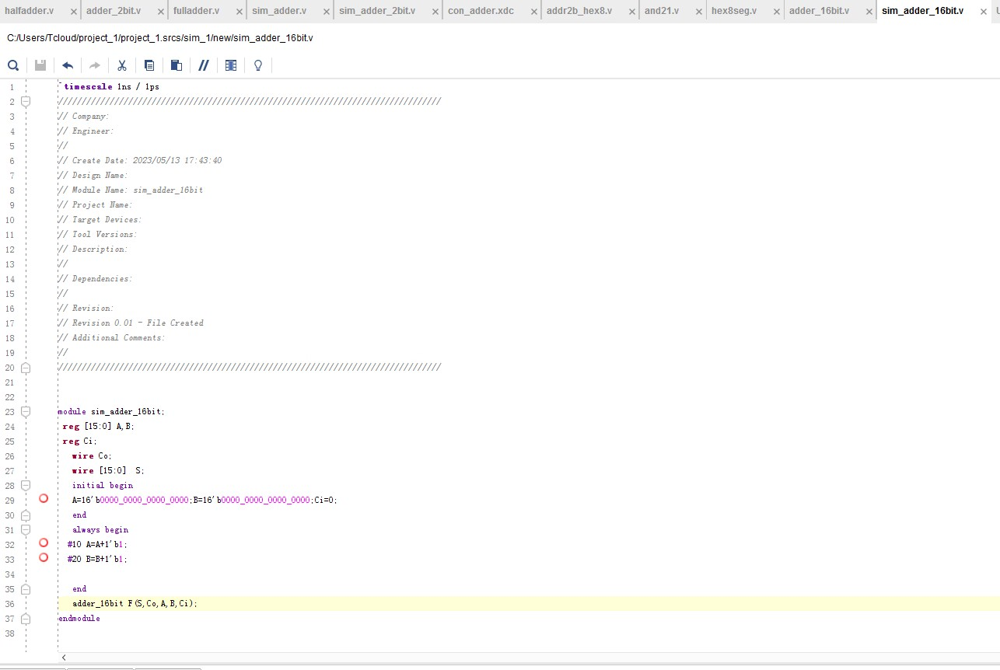 halfadder.v × adder_2bit.v × fulladder.v × sim_adder.v × sim_adder_2bit.v × con_adder.xdc × addr2b_hex8.v × and21.v × hex8seg.v × adder_16bit.v × sim_adder_16bit.v ×
C:/Users/Tcloud/project_1/project_1.srcs/sim_1/new/sim_adder_16bit.v
1 `timescale 1ns / 1ps
2 //////////////////////////////////////////////////////////////////////////////////
3 // Company:
4 // Engineer:
5 //
6 // Create Date: 2023/05/13 17:43:40
7 // Design Name:
8 // Module Name: sim_adder_16bit
9 // Project Name:
10 // Target Devices:
11 // Tool Versions:
12 // Description:
13 //
14 // Dependencies:
15 //
16 // Revision:
17 // Revision 0.01 - File Created
18 // Additional Comments:
19 //
20 //////////////////////////////////////////////////////////////////////////////////
21
22
23 module sim_adder_16bit;
24 reg [15:0] A,B;
25 reg Ci;
26 wire Co;
27 wire [15:0] S;
28 initial begin
29 A=16'b0000_0000_0000_0000;B=16'b0000_0000_0000_0000;Ci=0;
30 end
31 always begin
32 #10 A=A+1'b1;
33 #20 B=B+1'b1;
34
35 end
36 adder_16bit F(S,Co,A,B,Ci);
37 endmodule
38